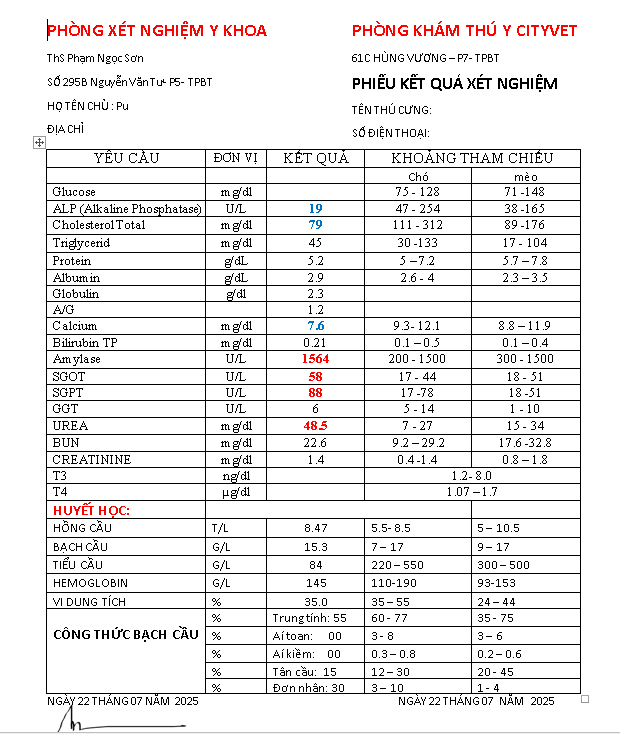 PHÒNG XÉT NGHIỆM Y KHOA
ThS Phạm Ngọc Sơn
SỐ 295B Nguyễn Văn Tư- P5- TPBT
HỌ TÊN CHỦ : Pu
ĐỊA CHỈ
PHÒNG KHÁM THÚ Y CITYVET
61C HÙNG VƯƠNG – P7- TPBT
PHIẾU KẾT QUẢ XÉT NGHIỆM
TÊN THÚ CƯNG:
SỐ ĐIỆN THOẠI:
YÊU CẦU ĐƠN VỊ KẾT QUẢ KHOẢNG THAM CHIẾU
Chó mèo
Glucose mg/dl 75 - 128 71 -148
ALP (Alkaline Phosphatase) U/L 19 47 - 254 38 -165
Cholesterol Total mg/dl 79 111 - 312 89 -176
Triglycerid mg/dl 45 30 -133 17 - 104
Protein g/dL 5.2 5 –7.2 5.7 – 7.8
Albumin g/dL 2.9 2.6 - 4 2.3 – 3.5
Globulin g/dl 2.3
A/G 1.2
Calcium mg/dl 7.6 9.3- 12.1 8.8 – 11.9
Bilirubin TP mg/dl 0.21 0.1 – 0.5 0.1 – 0.4
Amylase U/L 1564 200 - 1500 300 - 1500
SGOT U/L 58 17 - 44 18 - 51
SGPT U/L 88 17 -78 18 -51
GGT U/L 6 5 - 14 1 - 10
UREA mg/dl 48.5 7 - 27 15 - 34
BUN mg/dl 22.6 9.2 – 29.2 17.6 -32.8
CREATININE mg/dl 1.4 0.4 -1.4 0.8 – 1.8
T3 ng/dl 1.2- 8.0
T4 µg/dl 1.07 – 1.7
HUYẾT HỌC:
HỒNG CẦU T/L 8.47 5.5- 8.5 5 – 10.5
BẠCH CẦU G/L 15.3 7 – 17 9 – 17
TIỂU CẦU G/L 84 220 – 550 300 – 500
HEMOGLOBIN G/L 145 110-190 93-153
VI DUNG TÍCH % 35.0 35 – 55 24 – 44
CÔNG THỨC BẠCH CẦU
% Trung tính: 55 60 - 77 35 - 75
% Ái toan: 00 3 - 8 3 – 6
% Ái kiềm: 00 0.3 – 0.8 0.2 – 0.6
% Tân cầu: 15 12 – 30 20 - 45
% Đơn nhân: 30 3 – 10 1 - 4
NGÀY 22 THÁNG 07 NĂM 2025 NGÀY 22 THÁNG 07 NĂM 2025